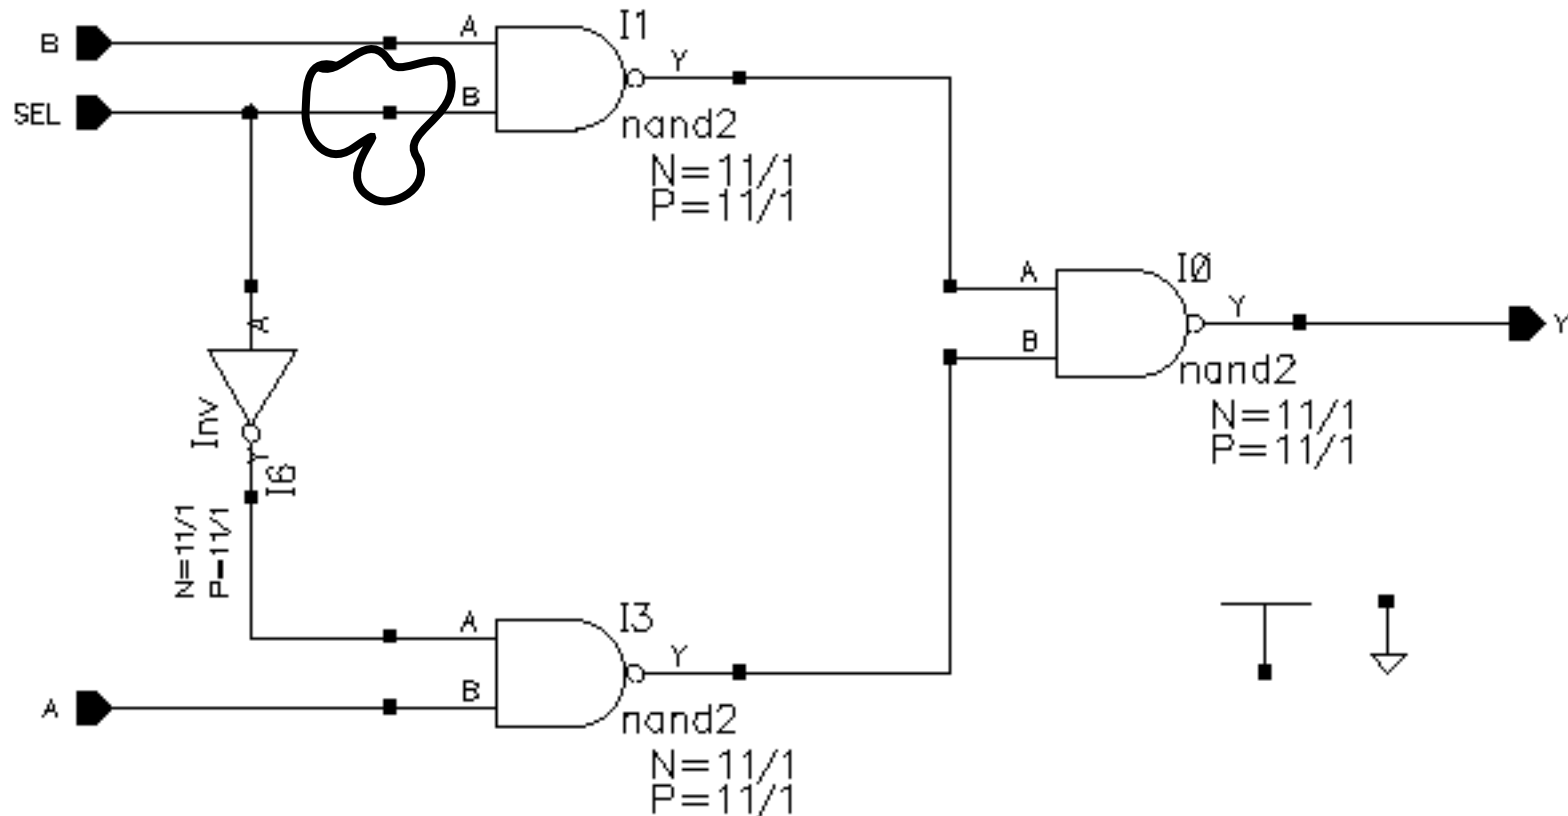 B
A
I1
Y
SEL
B
nand2
N=11/1
P=11/1
A
I0
A
Y
Y
B
nand2
N=11/1
P=11/1
Inv
Y
I6
N=11/1
P=11/1
A
I3
Y
A
B
nand2
N=11/1
P=11/1